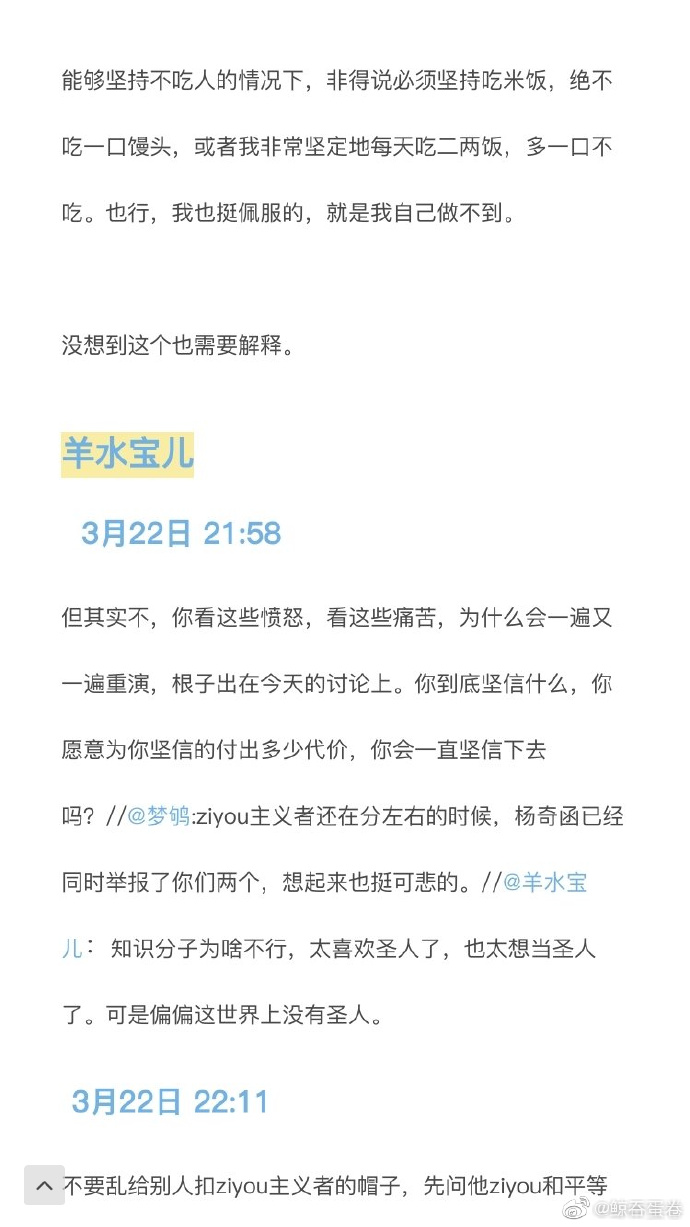 能够坚持不吃人的情况下，非得说必须坚持吃米饭，绝不
吃一口馒头，或者我非常坚定地每天吃二两饭，多一口不
吃。也行，我也挺佩服的，就是我自己做不到。
没想到这个也需要解释。
羊水宝儿
3月22日 21:58
但其实不，你看这些愤怒，看这些痛苦，为什么会一遍又
一遍重演，根子出在今天的讨论上。你到底坚信什么，你
愿意为你坚信的付出多少代价，你会一直坚信下去
吗？//@梦鸲:ziyou主义者还在分左右的时候，杨奇函已经
同时举报了你们两个，想起来也挺可悲的。//@羊水宝
儿： 知识分子为啥不行，太喜欢圣人了，也太想当圣人
了。可是偏偏这世界上没有圣人。
3月22日 22:11
不要乱给别人扣ziyou主义者的帽子，先问他ziyou和平等
@鲸吞蛋卷